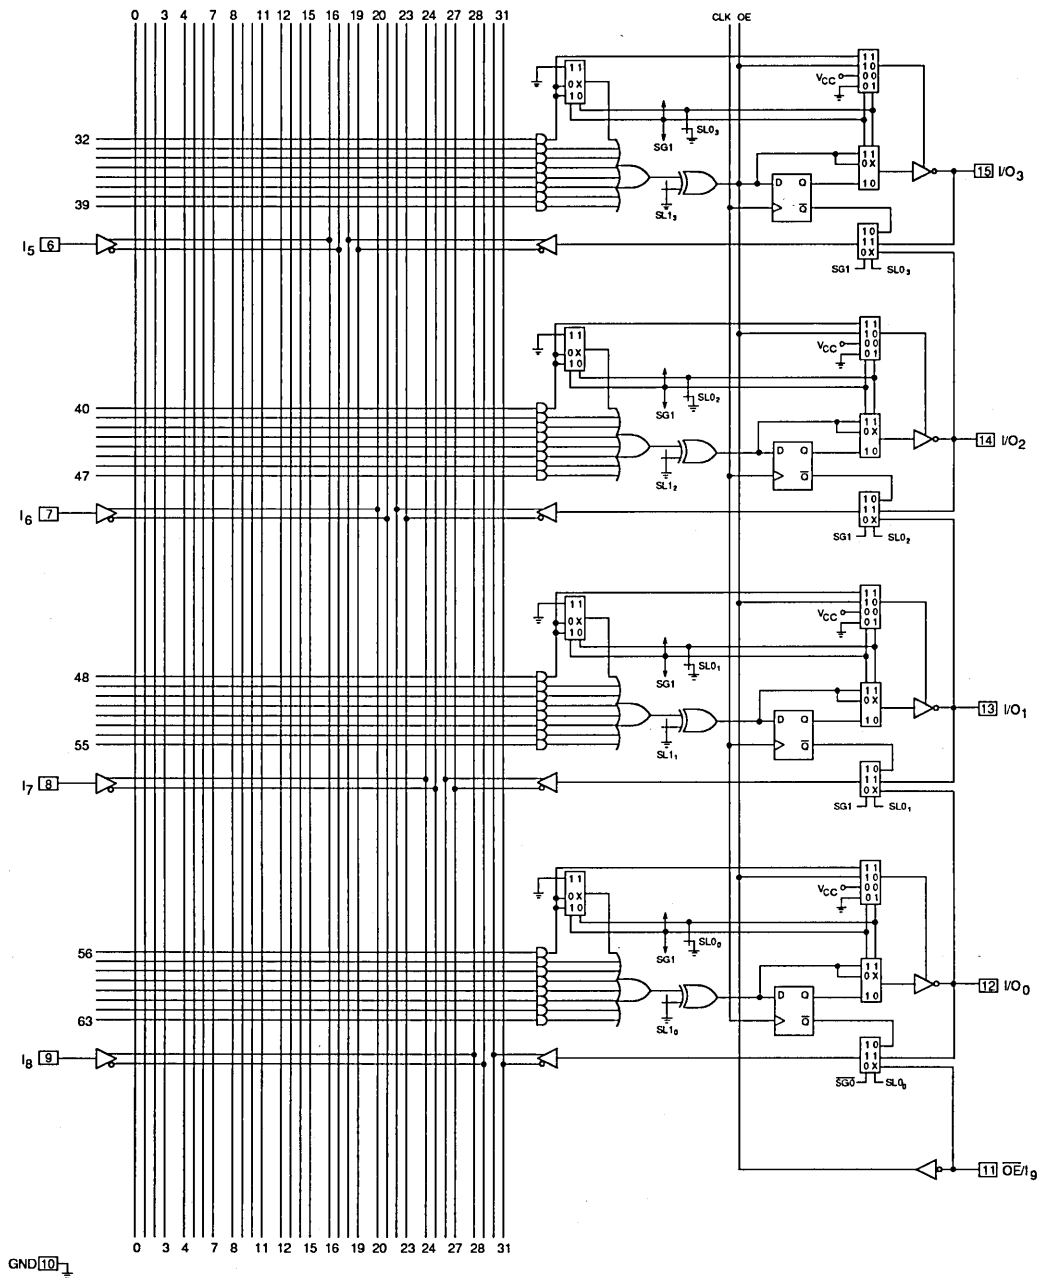 0 3 4 7 8 11 12 15 16 19 20 23 24 27 28 31
CLK OE
11
0X
10
11
10
00
01
VCC
SL0₃
SG1
32
39
SL1₃
D Q
Q̅
11
0X
10
15 I/O₃
I₅ 6
10
11
0X
SG1 SL0₃
11
0X
10
11
10
00
01
VCC
SL0₂
SG1
40
47
SL1₂
D Q
Q̅
11
0X
10
14 I/O₂
I₆ 7
10
11
0X
SG1 SL0₂
11
0X
10
11
10
00
01
VCC
SL0₁
SG1
48
55
SL1₁
D Q
Q̅
11
0X
10
13 I/O₁
I₇ 8
10
11
0X
SG1 SL0₁
11
0X
10
11
10
00
01
VCC
SL0₀
SG1
56
63
SL1₀
D Q
Q̅
11
0X
10
12 I/O₀
I₈ 9
10
11
0X
S̅G̅0̅ SL0₀
11 O̅E̅/I₉
0 3 4 7 8 11 12 15 16 19 20 23 24 27 28 31
GND 10